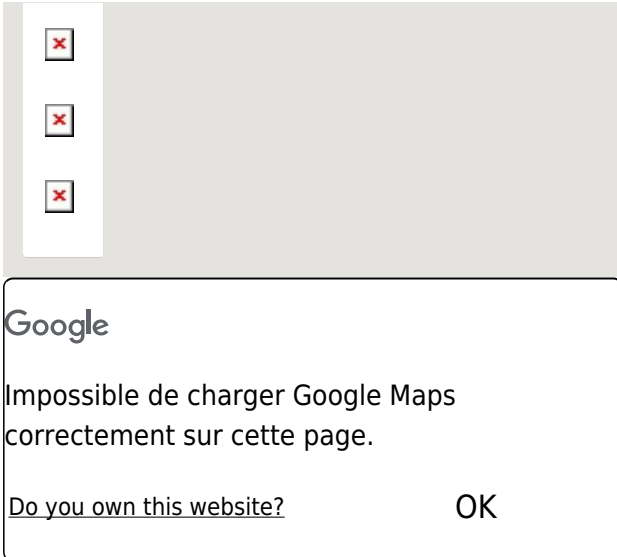 Google
Impossible de charger Google Maps
correctement sur cette page.
Do you own this website? OK